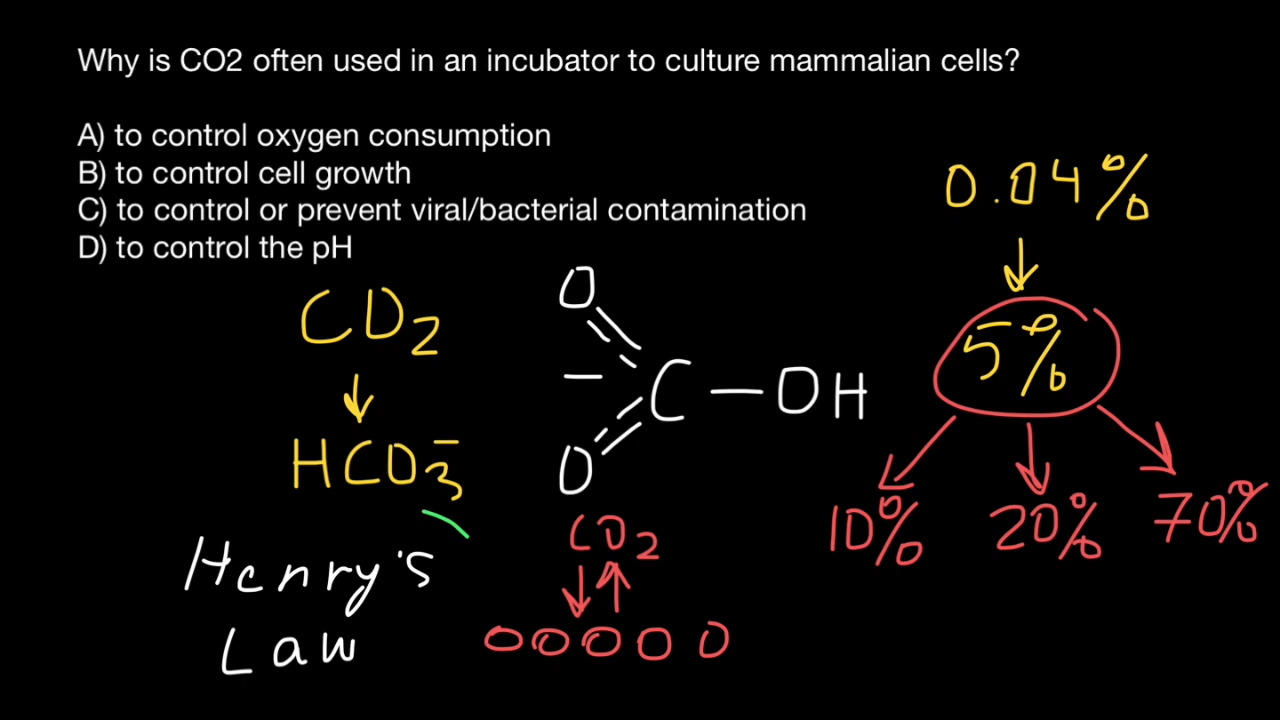 Why is CO2 often used in an incubator to culture mammalian cells?
A) to control oxygen consumption
B) to control cell growth
C) to control or prevent viral/bacterial contamination
D) to control the pH
0.04%
5%
10% 20% 70%
CO2
HCO3-
O
- C - OH
O
Henry's
Law
CO2
O O O O O